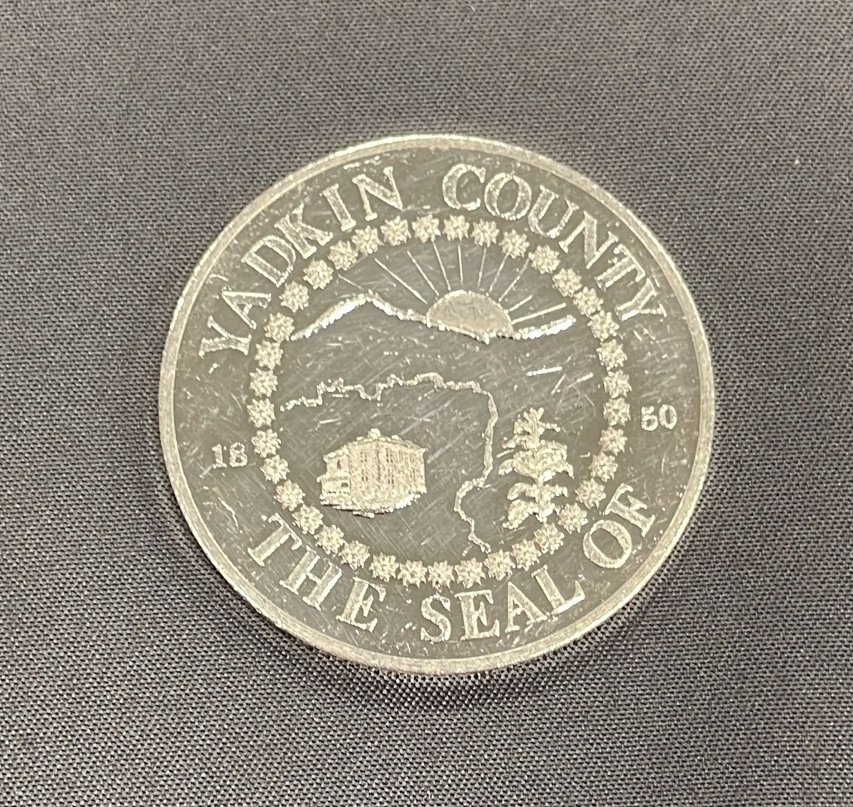 YADKIN COUNTY
18 50
THE SEAL OF